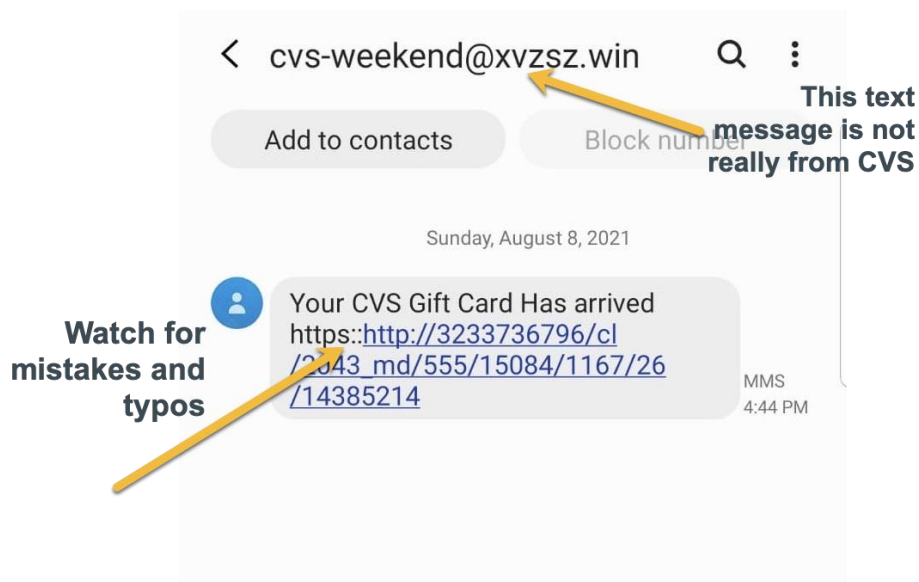 cvs-weekend@xvzsz.win
This text
message is not
really from CVS
Add to contacts
Block number
Sunday, August 8, 2021
Your CVS Gift Card Has arrived
https::http://3233736796/cl
/2043_md/555/15084/1167/26
/14385214
MMS
4:44 PM
Watch for
mistakes and
typos